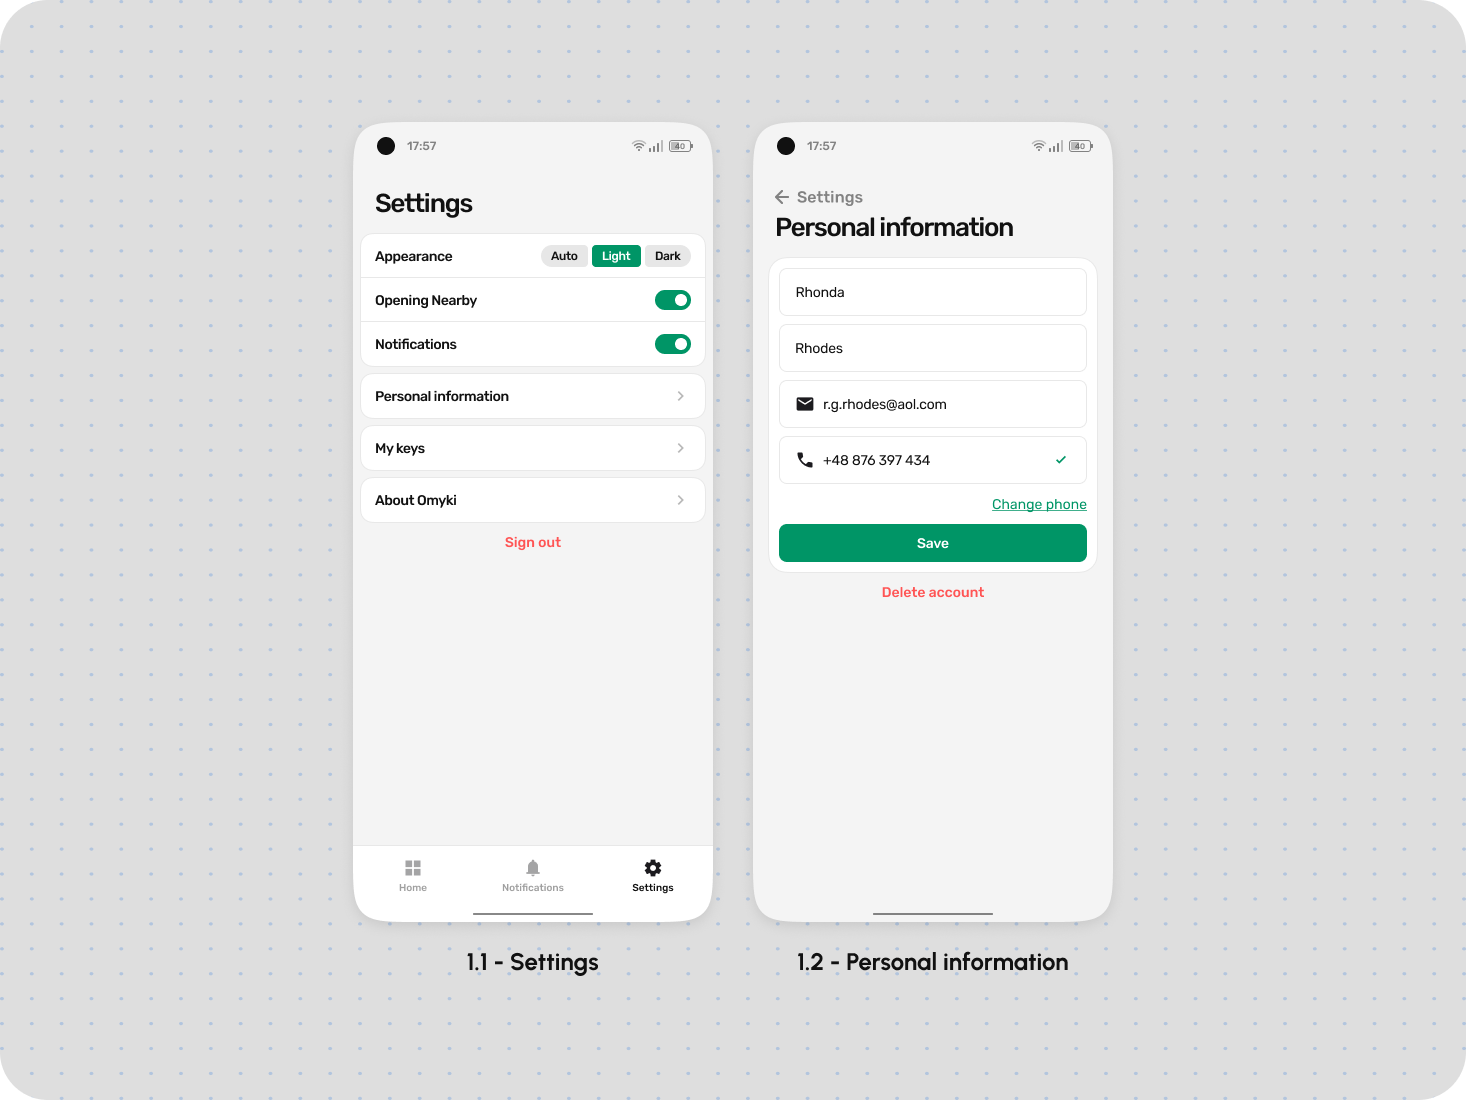 17:57
40
Settings
Appearance
Auto
Light
Dark
Opening Nearby
Notifications
Personal information
My keys
About Omyki
Sign out
Home
Notifications
Settings
1.1 - Settings
17:57
40
Settings
Personal information
Rhonda
Rhodes
r.g.rhodes@aol.com
+48 876 397 434
Change phone
Save
Delete account
1.2 - Personal information